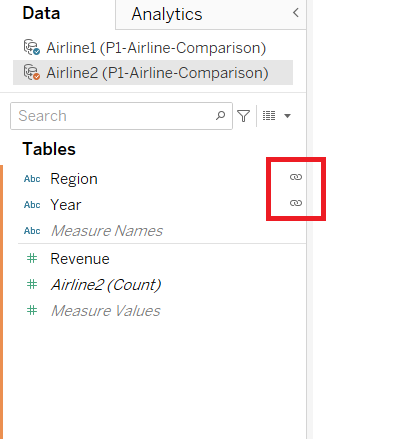 Data Analytics
Airline1 (P1-Airline-Comparison)
Airline2 (P1-Airline-Comparison)
Search
Tables
Abc Region
Abc Year
Abc Measure Names
# Revenue
# Airline2 (Count)
# Measure Values